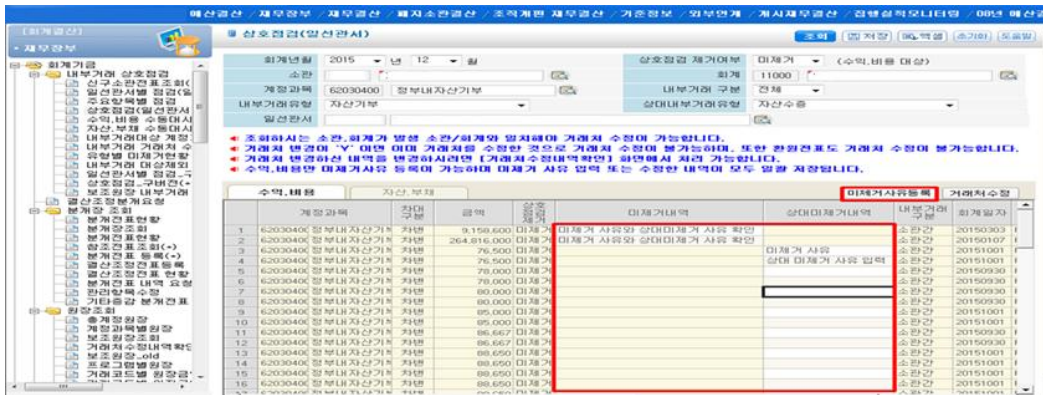 예산결산 / 재무장부 / 재무결산 / 폐지소관결산 / 조직개편 재무결산 / 기준정보 / 외부연계 / 개시재무결산 / 집행실적모니터링 / 08년 예산결
[회계결산]
• 재무장부
상호점검(일선관서)
조회 저장 엑셀 초기화 도움말
회계년월 2015 년 12 월 상호점검 제거여부 미제거 (수익,비용 대상)
소관 회계 11000
계정과목 62030400 정부내자산기부 내부거래 구분 전체
내부거래유형 자산기부 상대내부거래유형 자산수증
일선관서
조회하시는 소관,회계가 발생 소관/회계와 일치해야 거래처 수정이 가능합니다.
거래처 변경이 'Y' 이면 이미 거래처를 수정한 것으로 거래처 수정이 불가능하며, 또한 환원전표도 거래처 수정이 불가능합니다.
거래처 변경하신 내역을 변경하시려면 [거래처수정내역확인] 화면에서 처리 가능합니다.
수익,비용만 미제거사유 등록이 가능하며 미제거 사유 입력 또는 수정한 내역이 모두 일괄 저장됩니다.
수익,비용 자산,부채 미제거사유등록 거래처수정
계정과목 차대구분 금액 상호점검제거 미제거내역 상대미제거내역 내부거래구분 회계일자
1 6203040( 정부내자산기부 차변 9,158,600 미제거 미제거 사유와 상대미제거 사유 확인 소관간 20150303
2 6203040( 정부내자산기부 차변 264,816,000 미제거 미제거 사유와 상대미제거 사유 확인 소관간 20150107
3 6203040( 정부내자산기부 차변 76,500 미제거 미제거 사유 소관간 20151001
4 6203040( 정부내자산기부 차변 76,500 미제거 상대 미제거 사유 입력 소관간 20151001
5 6203040( 정부내자산기부 차변 78,000 미제거 소관간 20150930
6 6203040( 정부내자산기부 차변 78,000 미제거 소관간 20150930
7 6203040( 정부내자산기부 차변 80,000 미제거 소관간 20150930
8 6203040( 정부내자산기부 차변 80,000 미제거 소관간 20150930
9 6203040( 정부내자산기부 차변 85,000 미제거 소관간 20151001
10 6203040( 정부내자산기부 차변 85,000 미제거 소관간 20151001
11 6203040( 정부내자산기부 차변 86,667 미제거 소관간 20150930
12 6203040( 정부내자산기부 차변 86,667 미제거 소관간 20150930
13 6203040( 정부내자산기부 차변 88,650 미제거 소관간 20151001
14 6203040( 정부내자산기부 차변 88,650 미제거 소관간 20151001
15 6203040( 정부내자산기부 차변 88,650 미제거 소관간 20151001
16 6203040( 정부내자산기부 차변 88,650 미제거 소관간 20151001
회계기금
내부거래 상호점검
신구소관전표조회(
일선관서별 점검(일
주요항목별 점검
상호점검(일선관서
수익,비용 수동대사
자산,부채 수동대사
내부거래대상 계정
내부거래 거래처 수
유형별 미제거현황
내부거래 대상제외
일선관서별 점검_구
상호점검_구버전(-
보조원장 내부거래
결산조정분개요청
분개장 조회
분개전표현황
분개장조회
분개전표현황
참조전표조회(-)
분개전표 등록(-)
결산조정전표등록
결산조정전표 현황
분개전표 내역 요청
관리항목수정
기타증감 분개전표
원장조회
총계정원장
계정과목별원장
보조원장조회
거래처수정내역확인
보조원장_old
프로그램별원장
거래코드별 원장금